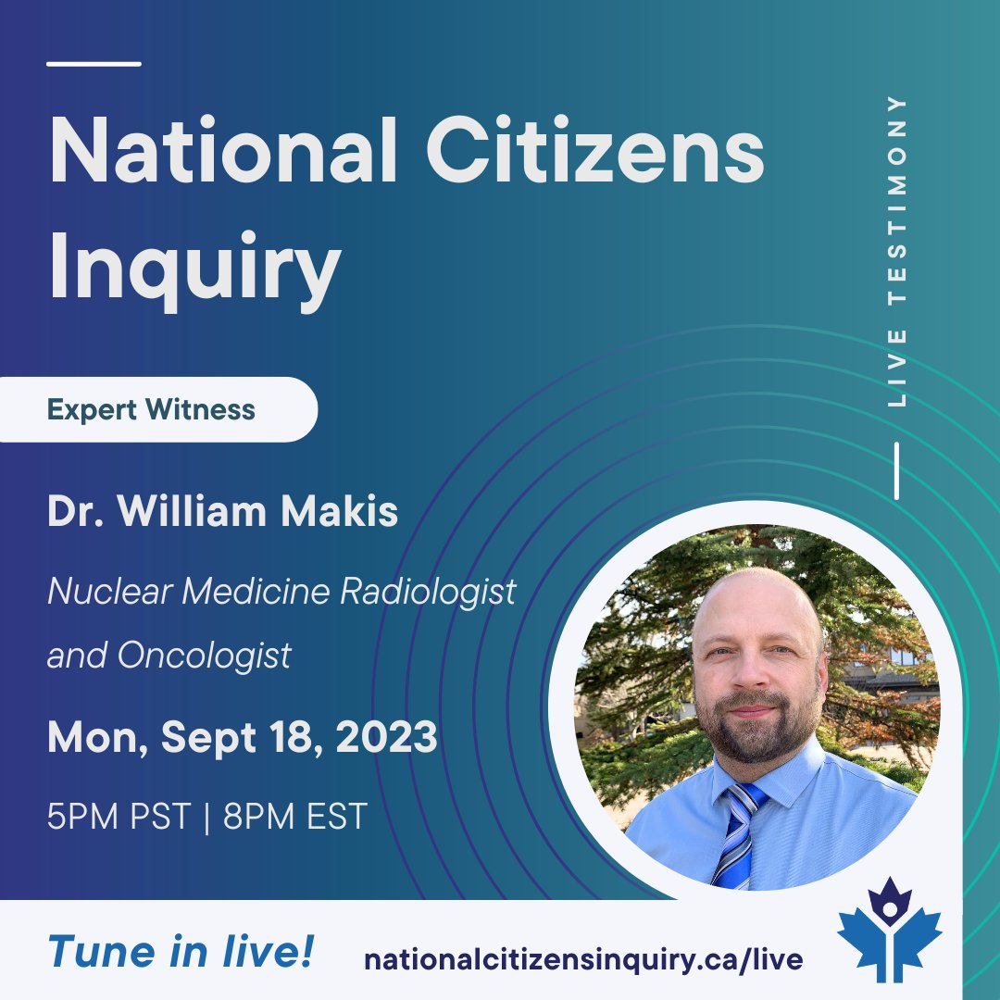 National Citizens
Inquiry
LIVE TESTIMONY
Expert Witness
Dr. William Makis
Nuclear Medicine Radiologist
and Oncologist
Mon, Sept 18, 2023
5PM PST | 8PM EST
Tune in live!
nationalcitizensinquiry.ca/live